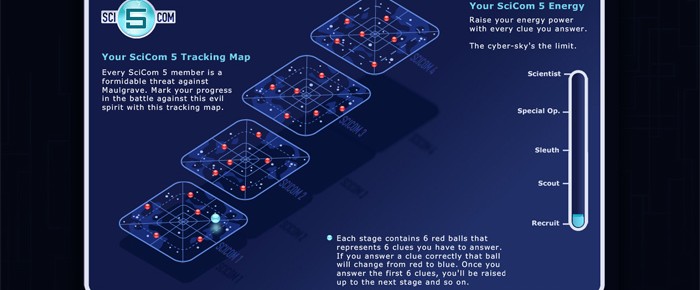 SCI 5 COM
Your SciCom 5 Tracking Map
Every SciCom 5 member is a
formidable threat against
Maulgrave. Mark your progress
in the battle against this evil
spirit with this tracking map.
SCICOM 4
SCICOM 3
SCICOM 2
SCICOM 1
Your SciCom 5 Energy
Raise your energy power
with every clue you answer.
The cyber-sky's the limit.
Scientist
Special Op.
Sleuth
Scout
Recruit
Each stage contains 6 red balls that
represents 6 clues you have to answer.
If you answer a clue correctly that ball
will change from red to blue. Once you
answer the first 6 clues, you'll be raised
up to the next stage and so on.